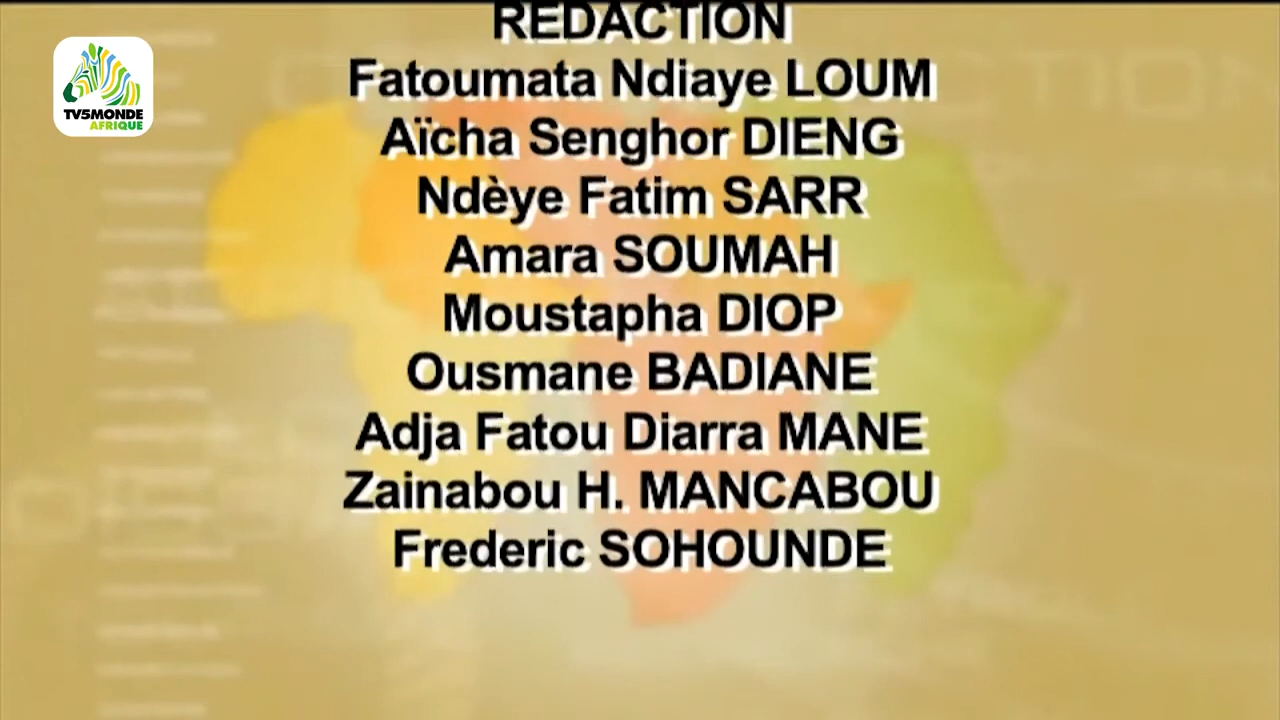 REDACTION
TV5MONDE
AFRIQUE
Fatoumata Ndiaye LOUM
Aïcha Senghor DIENG
Ndèye Fatim SARR
Amara SOUMAH
Moustapha DIOP
Ousmane BADIANE
Adja Fatou Diarra MANE
Zainabou H. MANCABOU
Frederic SOHOUNDE